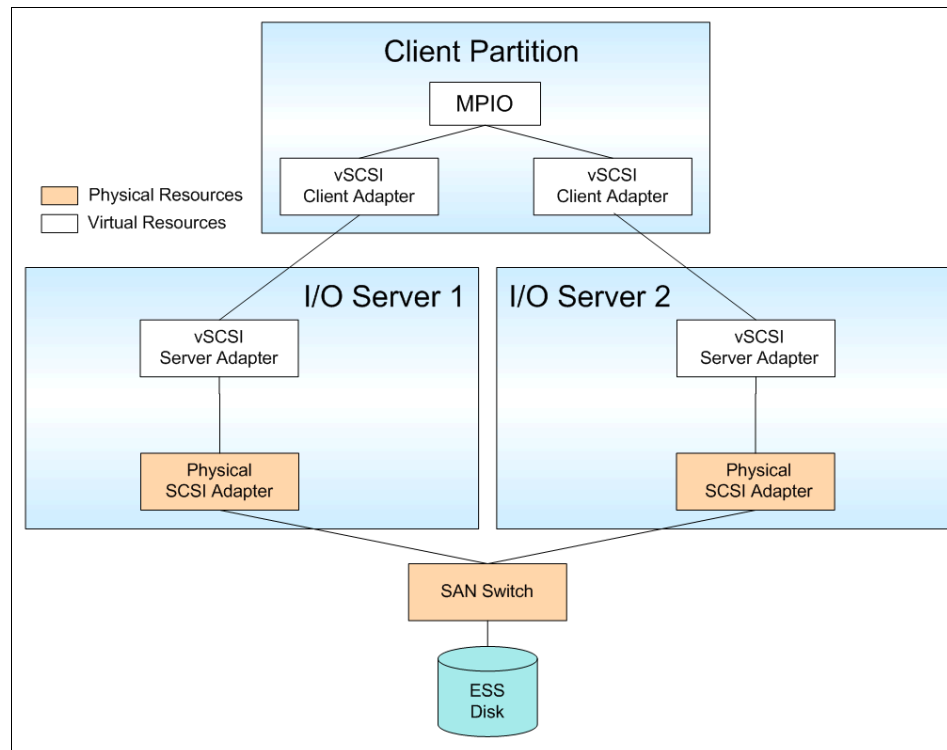 Client Partition
MPIO
vSCSI
Client Adapter
vSCSI
Client Adapter
Physical Resources
Virtual Resources
I/O Server 1
vSCSI
Server Adapter
Physical
SCSI Adapter
I/O Server 2
vSCSI
Server Adapter
Physical
SCSI Adapter
SAN Switch
ESS
Disk